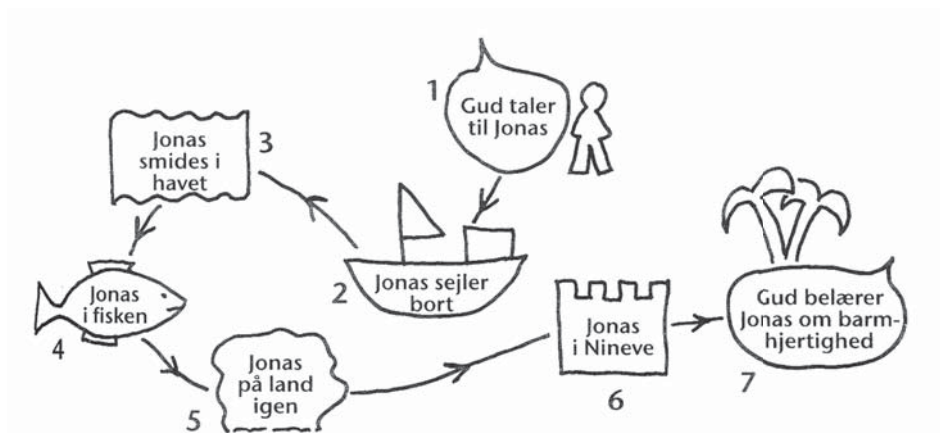 1
Gud taler
til Jonas
2
Jonas sejler
bort
3
Jonas
smides i
havet
4
Jonas
i fisken
5
Jonas
på land
igen
6
Jonas
i Nineve
7
Gud belærer
Jonas om barm-
hjertighed